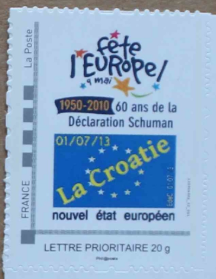 La Poste
FRANCE
fête
l'EUROPE!
9 mai
1950-2010 60 ans de la
Déclaration Schuman
01/07/13
La Croatie
nouvel état européen
LETTRE PRIORITAIRE 20 g